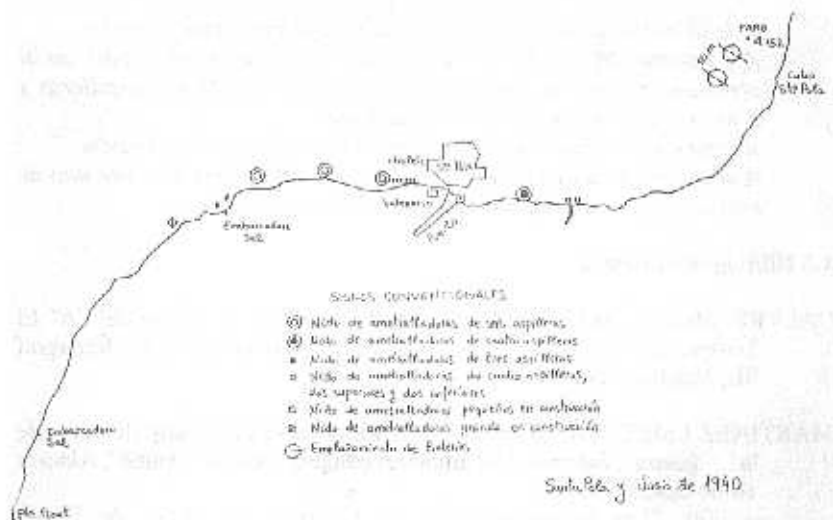 FARO
Cabo
Sta Pola
Embarcadero
Sal
SIGNOS CONVENCIONALES
Nido de ametralladoras de seis aspilleras
Nido de ametralladoras de cuatro aspilleras
Nido de ametralladoras de tres aspilleras
Nido de ametralladoras de cuatro aspilleras,
dos superiores y dos inferiores
Nido de ametralladoras pequeño en construcción
Nido de ametralladoras grande en construcción
Emplazamiento de Batería
Santa Pola, y Junio de 1940
Embarcadero
Sal